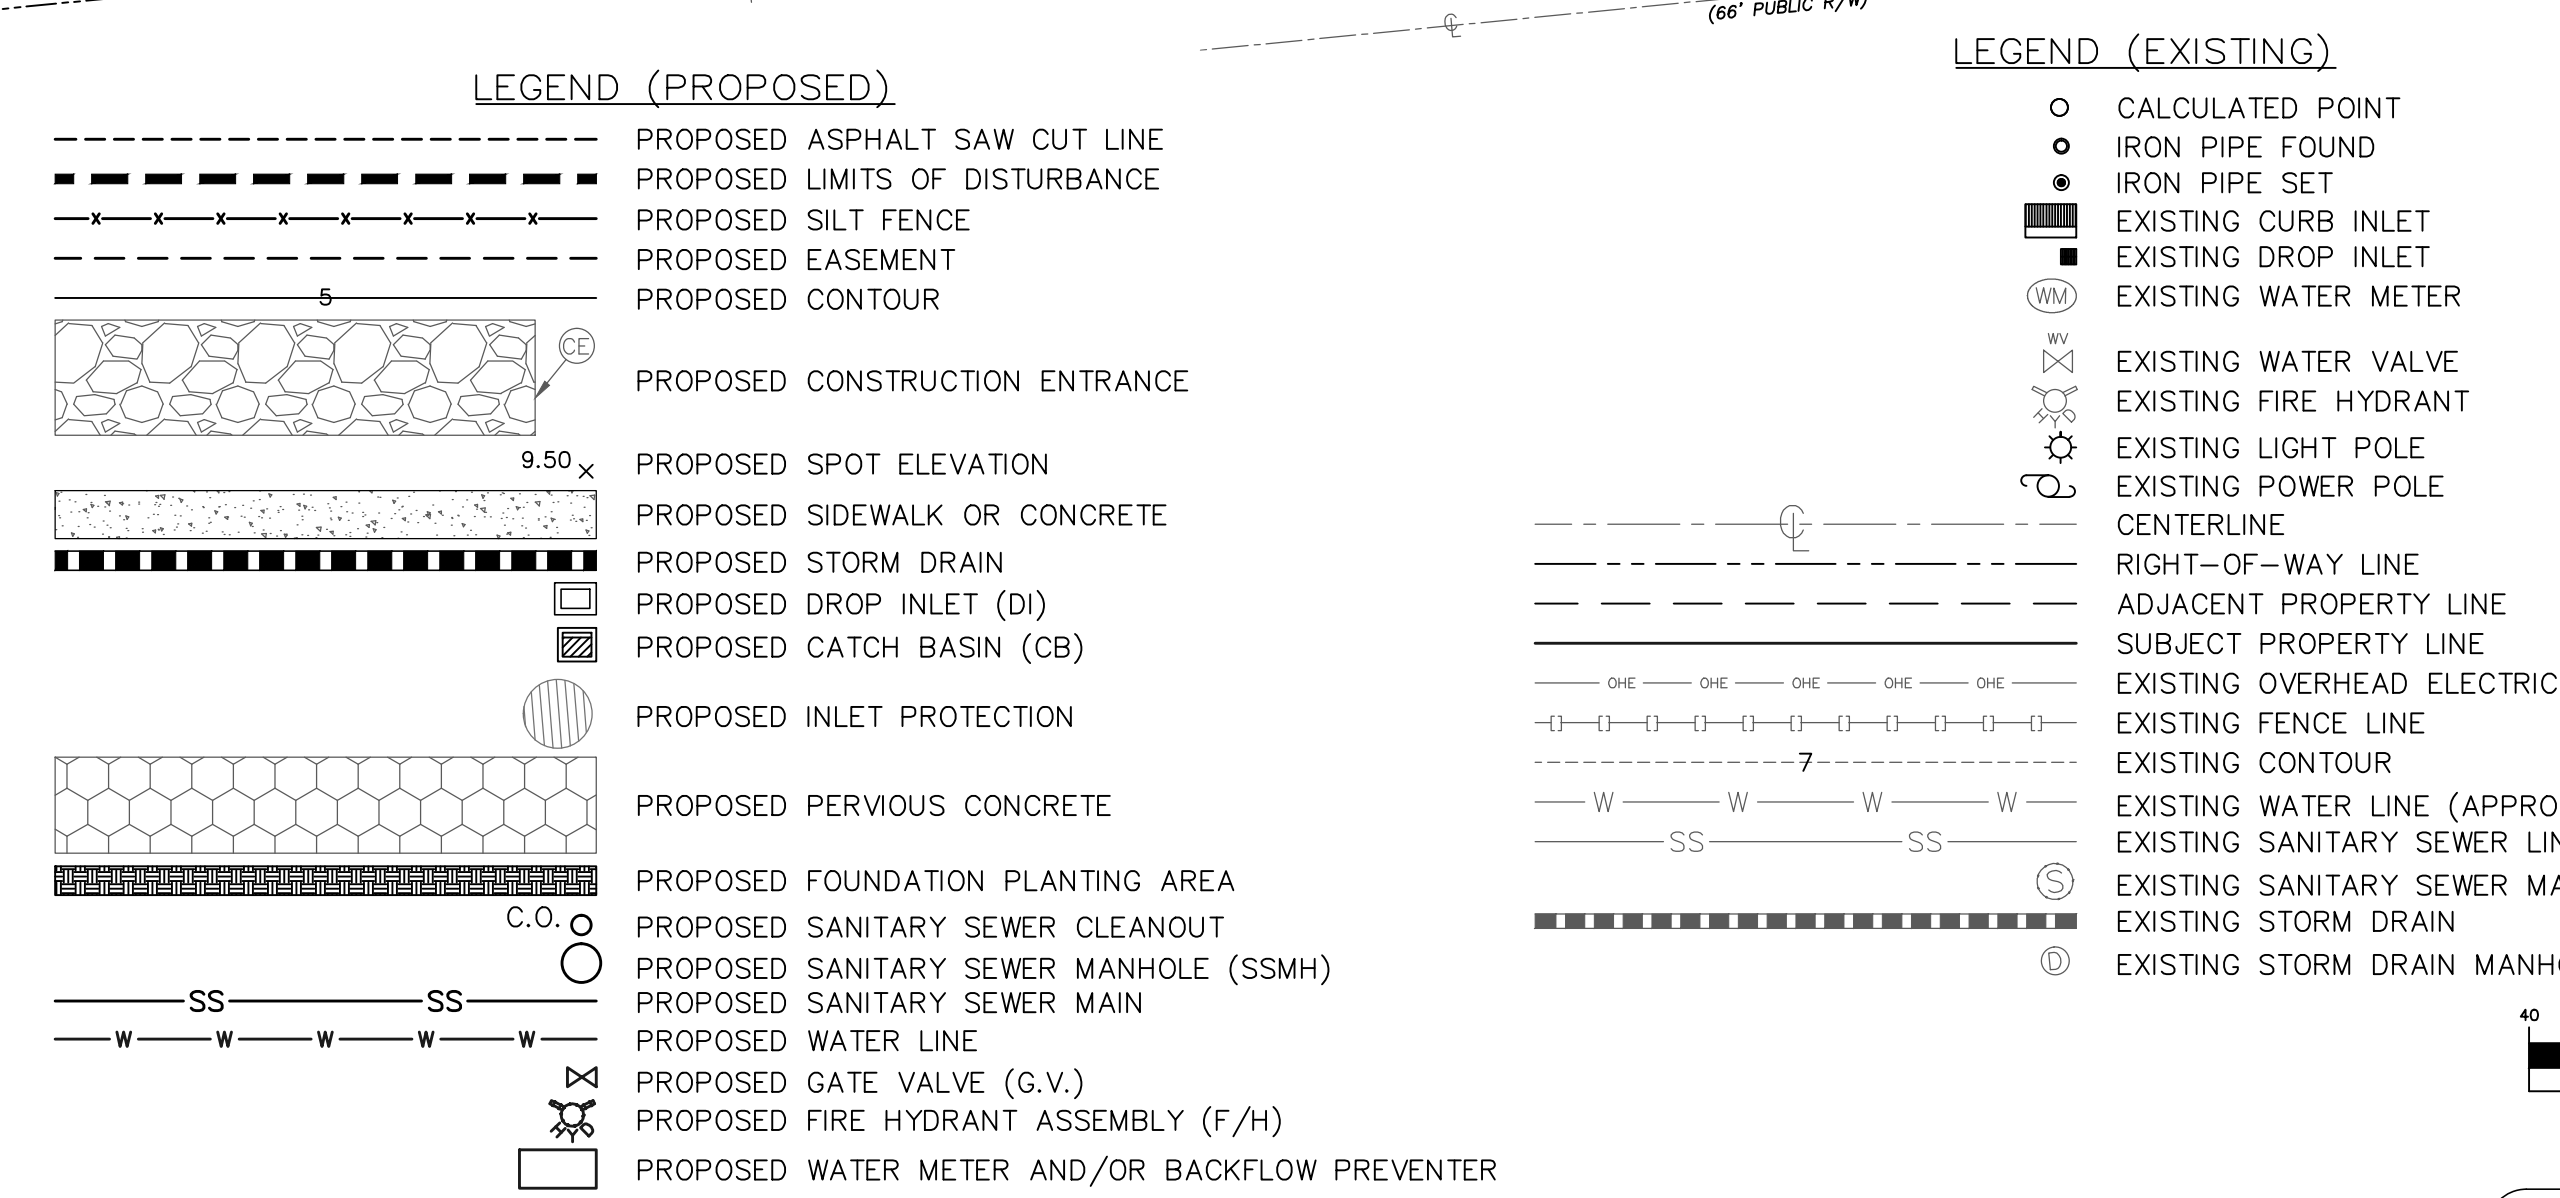 ℄
(66' PUBLIC R/W)
LEGEND (PROPOSED)
PROPOSED ASPHALT SAW CUT LINE
PROPOSED LIMITS OF DISTURBANCE
x x x x x x x x PROPOSED SILT FENCE
PROPOSED EASEMENT
5 PROPOSED CONTOUR
CE
PROPOSED CONSTRUCTION ENTRANCE
9.50 x PROPOSED SPOT ELEVATION
PROPOSED SIDEWALK OR CONCRETE
PROPOSED STORM DRAIN
PROPOSED DROP INLET (DI)
PROPOSED CATCH BASIN (CB)
PROPOSED INLET PROTECTION
PROPOSED PERVIOUS CONCRETE
PROPOSED FOUNDATION PLANTING AREA
C.O. PROPOSED SANITARY SEWER CLEANOUT
PROPOSED SANITARY SEWER MANHOLE (SSMH)
SS SS PROPOSED SANITARY SEWER MAIN
W W W W W PROPOSED WATER LINE
PROPOSED GATE VALVE (G.V.)
HYD PROPOSED FIRE HYDRANT ASSEMBLY (F/H)
PROPOSED WATER METER AND/OR BACKFLOW PREVENTER
LEGEND (EXISTING)
CALCULATED POINT
IRON PIPE FOUND
IRON PIPE SET
EXISTING CURB INLET
EXISTING DROP INLET
WM EXISTING WATER METER
WV
EXISTING WATER VALVE
HYD EXISTING FIRE HYDRANT
EXISTING LIGHT POLE
EXISTING POWER POLE
℄ CENTERLINE
RIGHT-OF-WAY LINE
ADJACENT PROPERTY LINE
SUBJECT PROPERTY LINE
OHE OHE OHE OHE OHE EXISTING OVERHEAD ELECTRIC
EXISTING FENCE LINE
7 EXISTING CONTOUR
W W W W EXISTING WATER LINE (APPRO
SS SS EXISTING SANITARY SEWER LIN
S EXISTING SANITARY SEWER MA
EXISTING STORM DRAIN
D EXISTING STORM DRAIN MANH
40